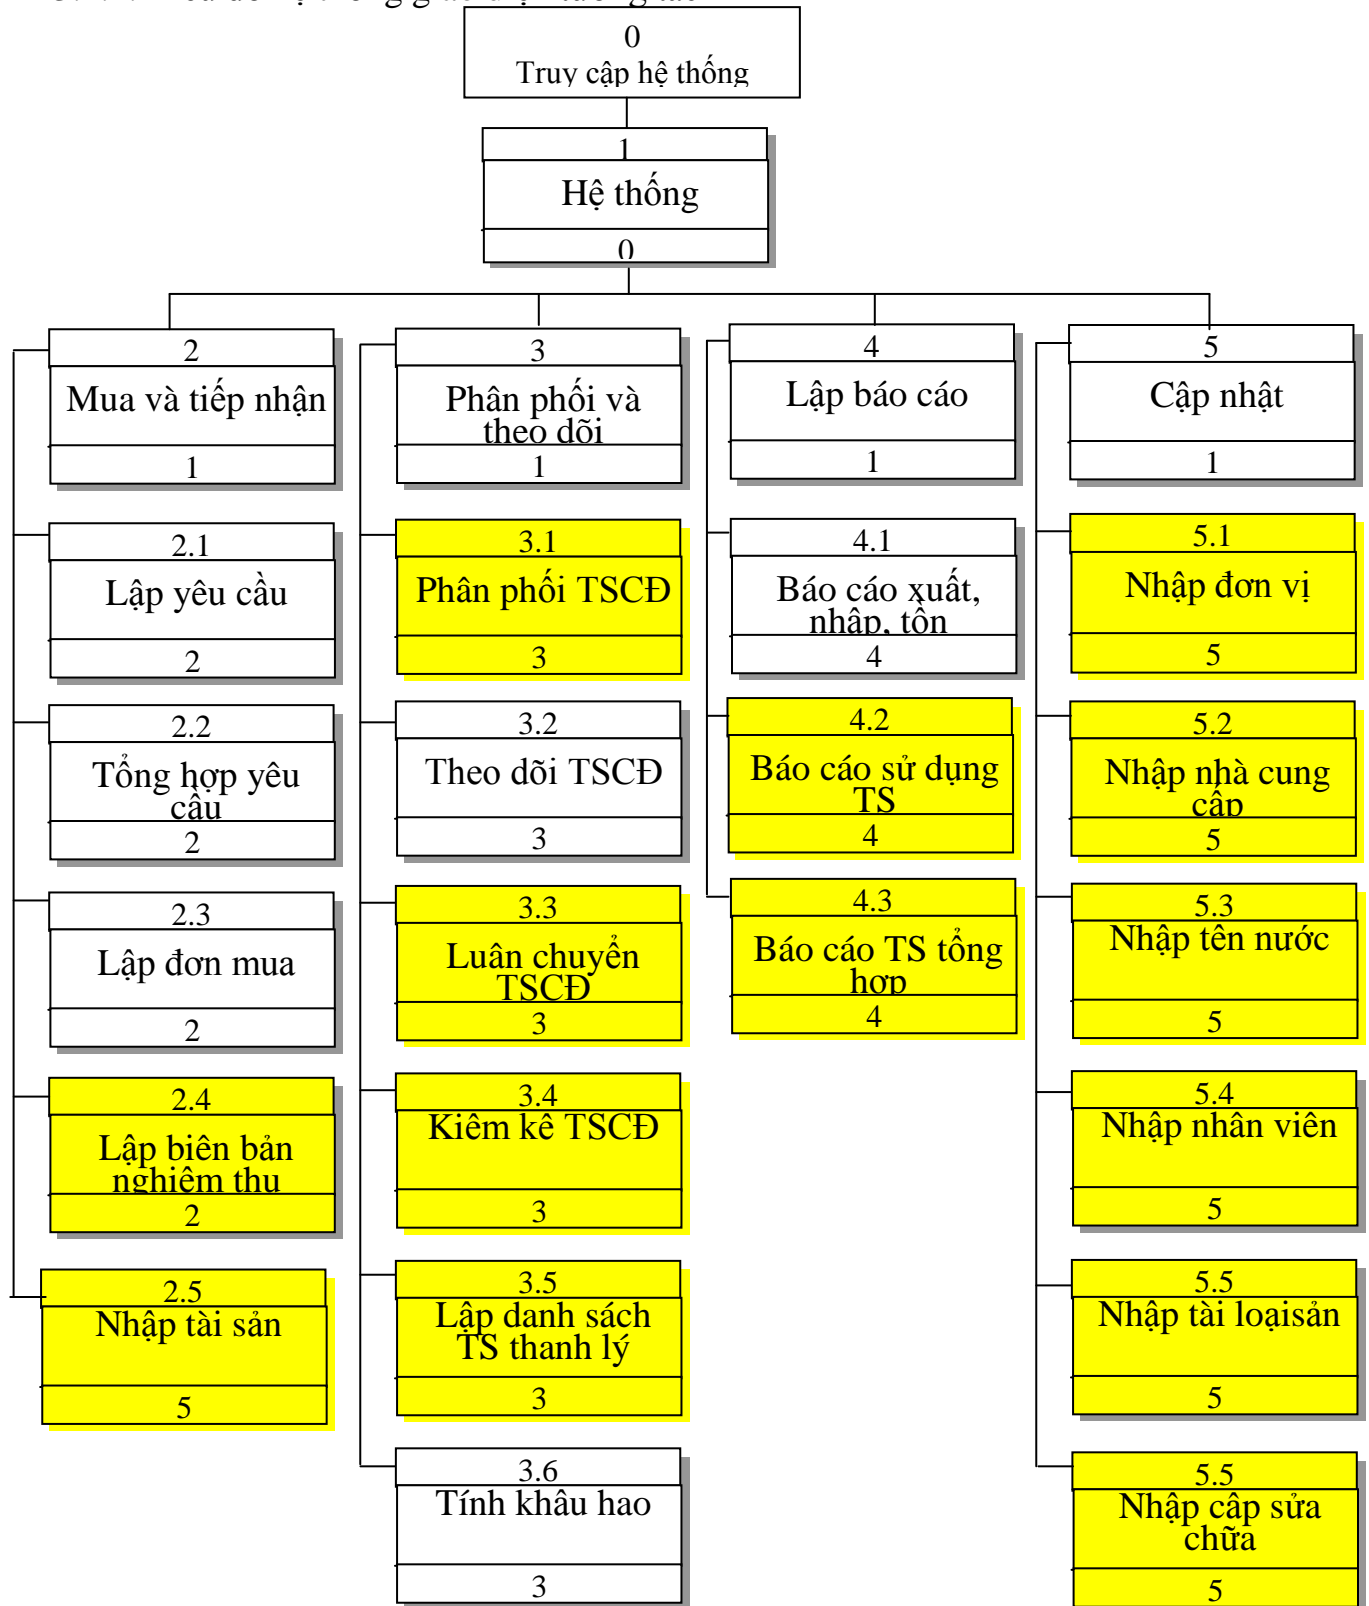 0
Truy cập hệ thống
1
Hệ thống
0
2
Mua và tiếp nhận
1
2.1
Lập yêu cầu
2
2.2
Tổng hợp yêu
cầu
2
2.3
Lập đơn mua
2
2.4
Lập biên bản
nghiệm thu
2
2.5
Nhập tài sản
5
3
Phân phối và
theo dõi
1
3.1
Phân phối TSCĐ
3
3.2
Theo dõi TSCĐ
3
3.3
Luân chuyển
TSCĐ
3
3.4
Kiêm kê TSCĐ
3
3.5
Lập danh sách
TS thanh lý
3
3.6
Tính khâu hao
3
4
Lập báo cáo
1
4.1
Báo cáo xuất,
nhập, tồn
4
4.2
Báo cáo sử dụng
TS
4
4.3
Báo cáo TS tổng
hợp
4
5
Cập nhật
1
5.1
Nhập đơn vị
5
5.2
Nhập nhà cung
cấp
5
5.3
Nhập tên nước
5
5.4
Nhập nhân viên
5
5.5
Nhập tài loạisản
5
5.5
Nhập câp sửa
chữa
5